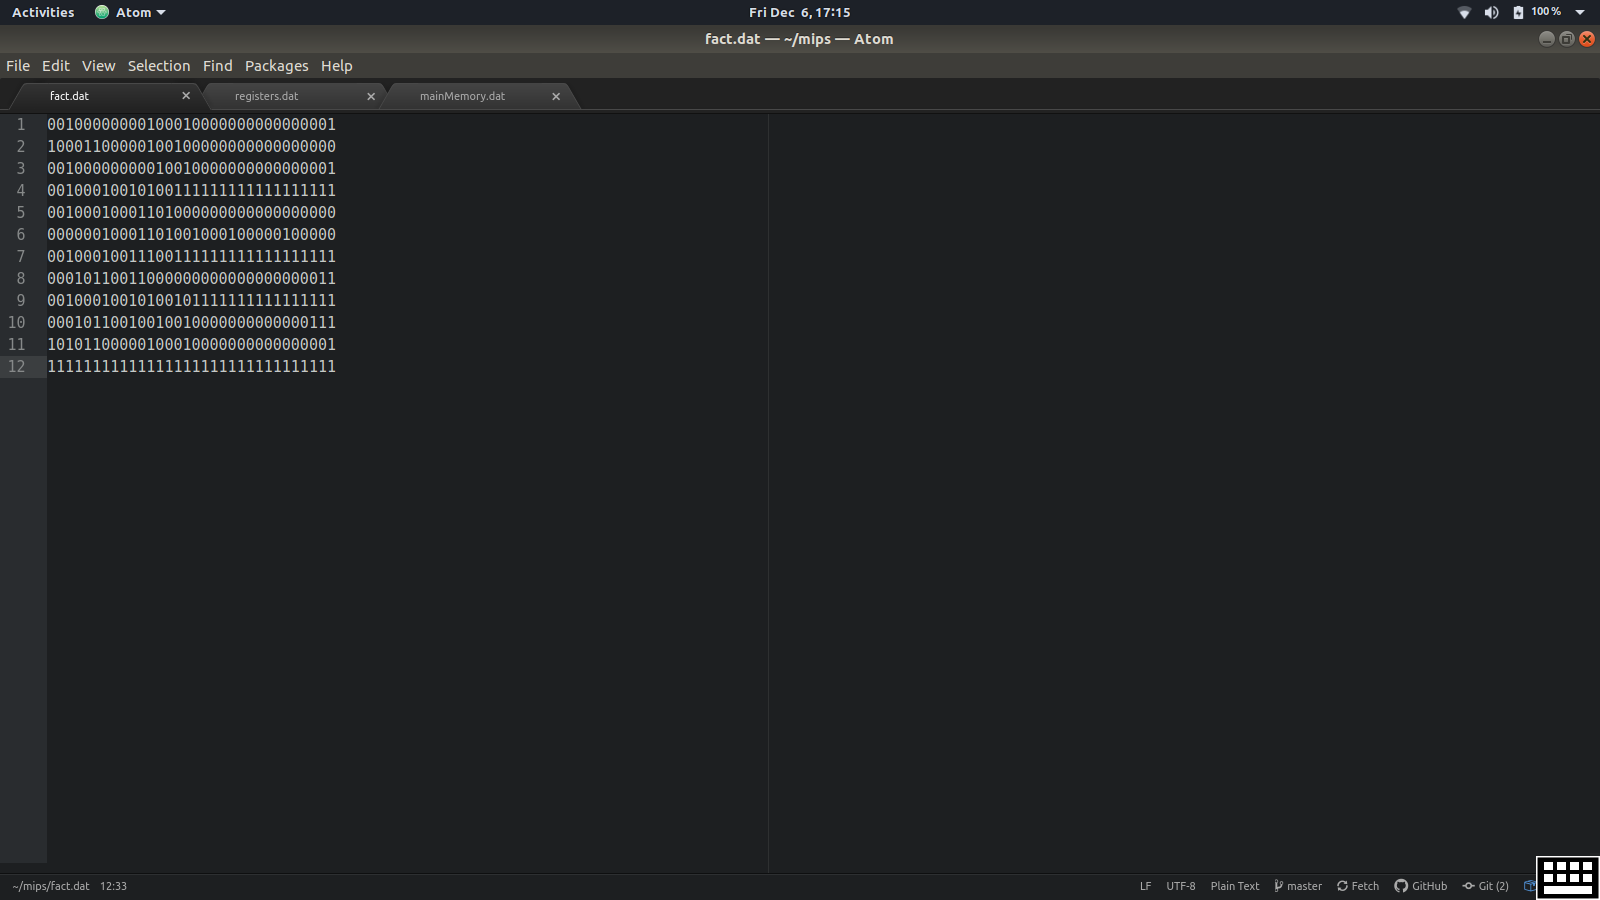 Activities Atom Fri Dec 6, 17:15 100 %
fact.dat — ~/mips — Atom
File Edit View Selection Find Packages Help
fact.dat registers.dat mainMemory.dat
1 00100000000100010000000000000001
2 10001100000100100000000000000000
3 00100000000010010000000000000001
4 00100010010100111111111111111111
5 00100010001101000000000000000000
6 00000010001101001000100000100000
7 00100010011100111111111111111111
8 00010110011000000000000000000011
9 00100010010100101111111111111111
10 00010110010010010000000000000111
11 10101100000100010000000000000001
12 11111111111111111111111111111111
~/mips/fact.dat 12:33 LF UTF-8 Plain Text master Fetch GitHub Git (2)